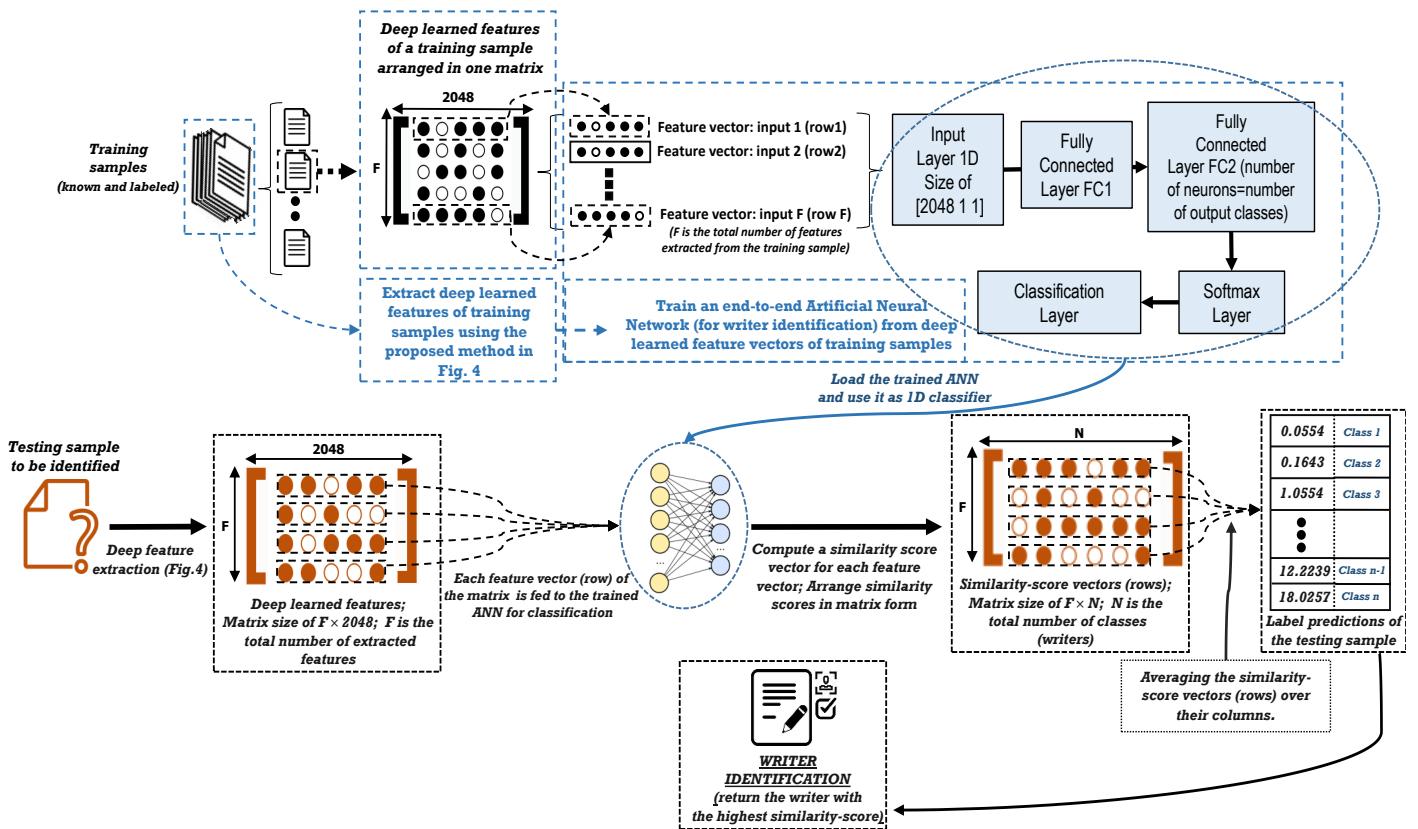 Deep learned features
of a training sample
arranged in one matrix
2048
F
Training
samples
(known and labeled)
Feature vector: input 1 (row1)
Feature vector: input 2 (row2)
Feature vector: input F (row F)
(F is the total number of features
extracted from the training sample)
Input
Layer 1D
Size of
[2048 1 1]
Fully
Connected
Layer FC1
Fully
Connected
Layer FC2 (number
of neurons=number
of output classes)
Classification
Layer
Softmax
Layer
Extract deep learned
features of training
samples using the
proposed method in
Fig. 4
Train an end-to-end Artificial Neural
Network (for writer identification) from deep
learned feature vectors of training samples
Load the trained ANN
and use it as 1D classifier
Testing sample
to be identified
?
Deep feature
extraction (Fig.4)
2048
F
Deep learned features;
Matrix size of F × 2048; F is the
total number of extracted
features
Each feature vector (row) of
the matrix is fed to the trained
ANN for classification
...
...
Compute a similarity score
vector for each feature
vector; Arrange similarity
scores in matrix form
N
F
Similarity-score vectors (rows);
Matrix size of F × N; N is the
total number of classes
(writers)
0.0554 Class 1
0.1643 Class 2
1.0554 Class 3
12.2239 Class n-1
18.0257 Class n
Label predictions of
the testing sample
Averaging the similarity-
score vectors (rows) over
their columns.
WRITER
IDENTIFICATION
(return the writer with
the highest similarity-score)